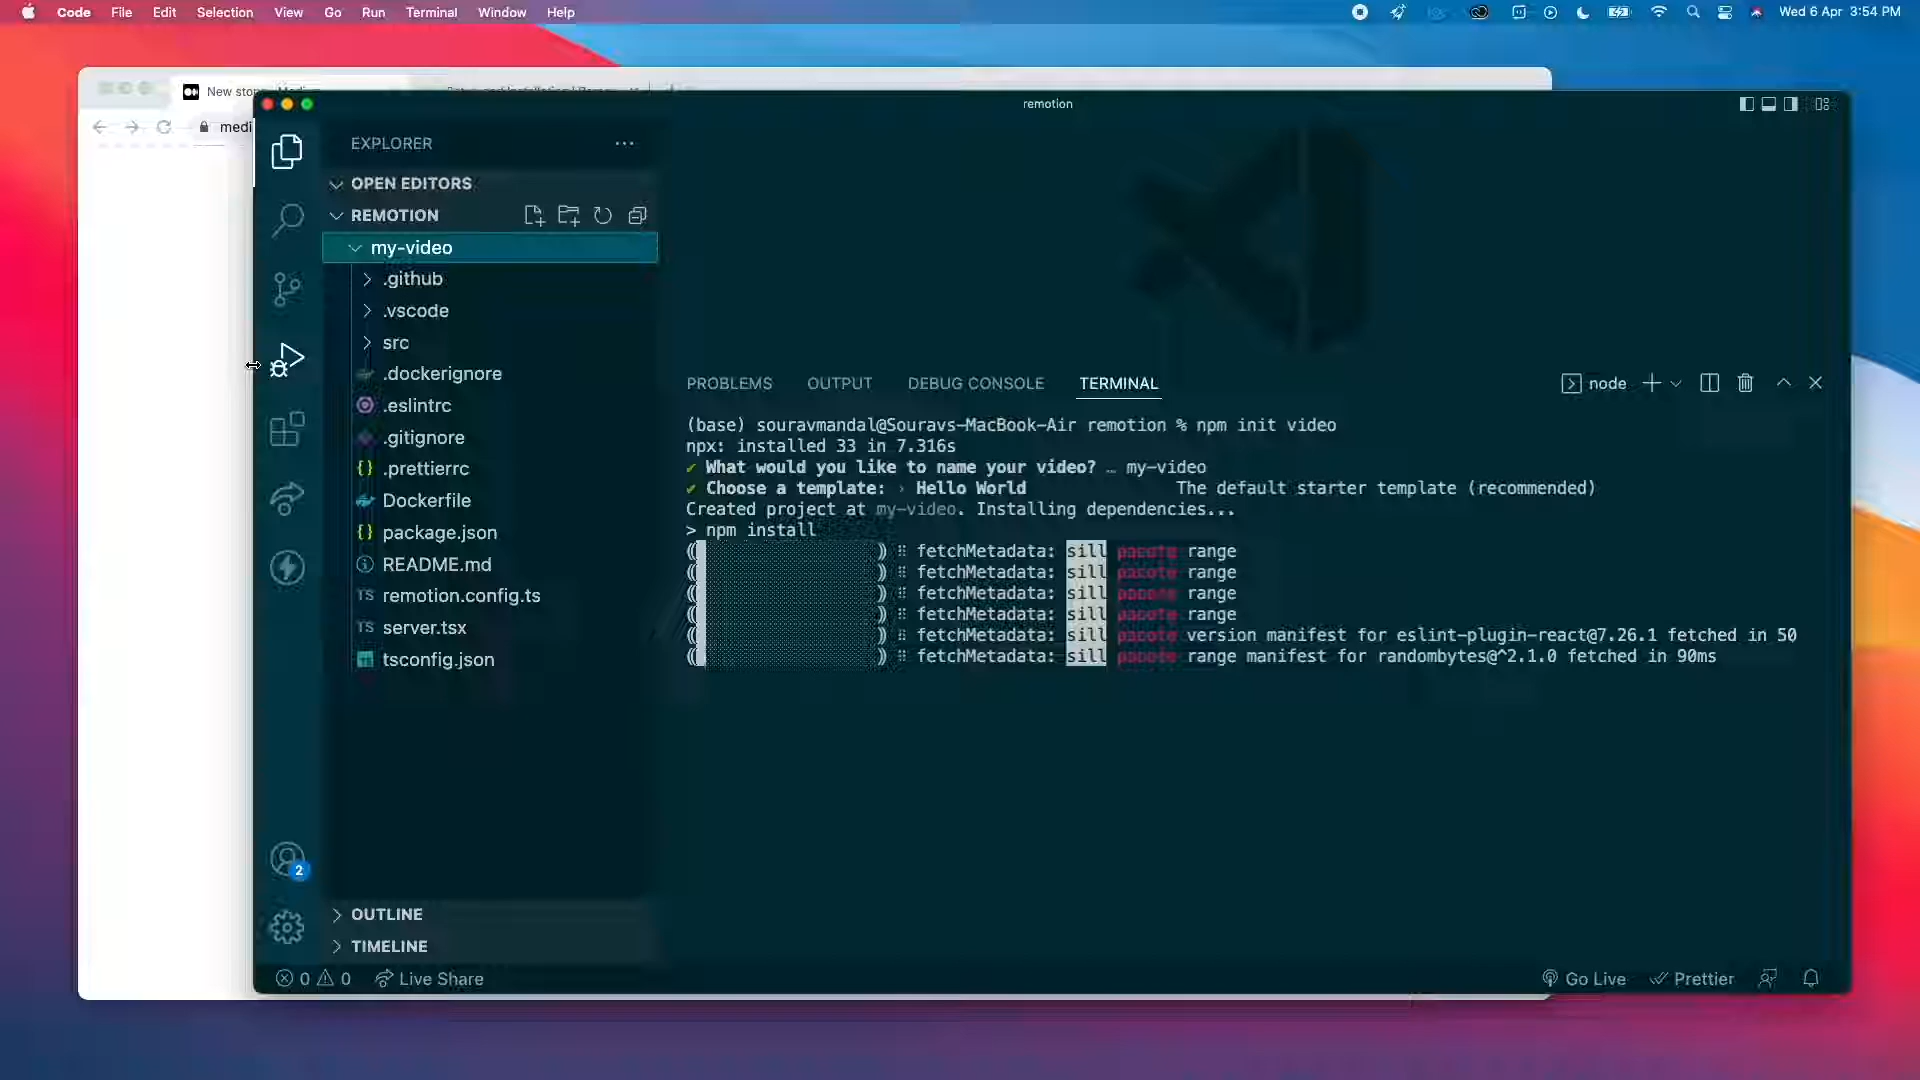 Code File Edit Selection View Go Run Terminal Window Help
Wed 6 Apr 3:54 PM
New stor
medi
remotion
EXPLORER
OPEN EDITORS
REMOTION
my-video
.github
.vscode
src
.dockerignore
.eslintrc
.gitignore
.prettierrc
Dockerfile
package.json
README.md
TS remotion.config.ts
TS server.tsx
tsconfig.json
OUTLINE
TIMELINE
2
PROBLEMS OUTPUT DEBUG CONSOLE TERMINAL
node
(base) souravmandal@Souravs-MacBook-Air remotion % npm init video
npx: installed 33 in 7.316s
✔ What would you like to name your video? … my-video
✔ Choose a template: › Hello World The default starter template (recommended)
Created project at my-video. Installing dependencies...
> npm install
fetchMetadata: sill pacote range
fetchMetadata: sill pacote range
fetchMetadata: sill pacote range
fetchMetadata: sill pacote range
fetchMetadata: sill pacote version manifest for eslint-plugin-react@7.26.1 fetched in 50
fetchMetadata: sill pacote range manifest for randombytes@^2.1.0 fetched in 90ms
0 0 Live Share
Go Live Prettier